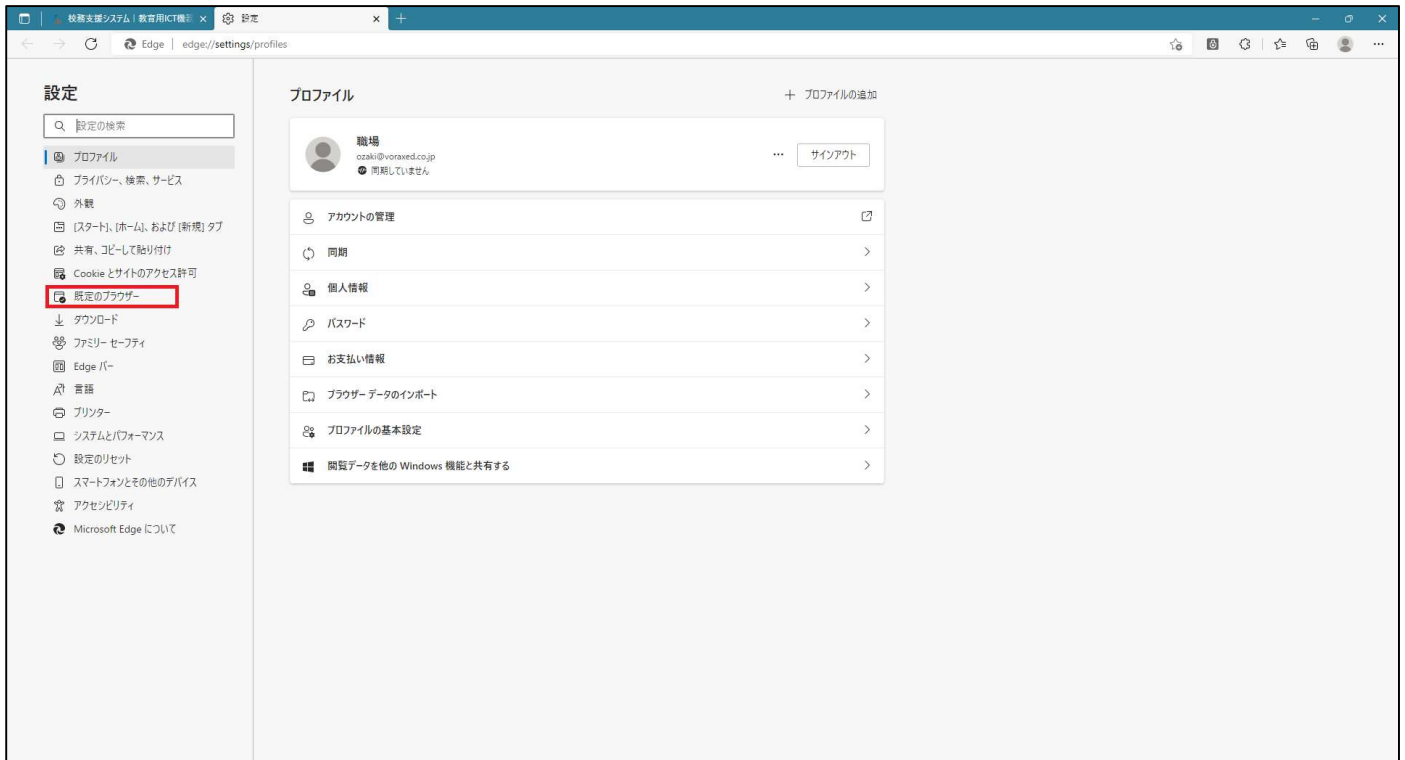 校務支援システム | 教育用ICT機器
設定
Edge
edge://settings/profiles
設定
設定の検索
プロファイル
プライバシー、検索、サービス
外観
[スタート]、[ホーム]、および [新規] タブ
共有、コピーして貼り付け
Cookie とサイトのアクセス許可
既定のブラウザー
ダウンロード
ファミリー セーフティ
Edge バー
言語
プリンター
システムとパフォーマンス
設定のリセット
スマートフォンとその他のデバイス
アクセシビリティ
Microsoft Edge について
プロファイル
プロファイルの追加
職場
ozaki@voraxed.co.jp
同期していません
サインアウト
アカウントの管理
同期
個人情報
パスワード
お支払い情報
ブラウザー データのインポート
プロファイルの基本設定
閲覧データを他の Windows 機能と共有する